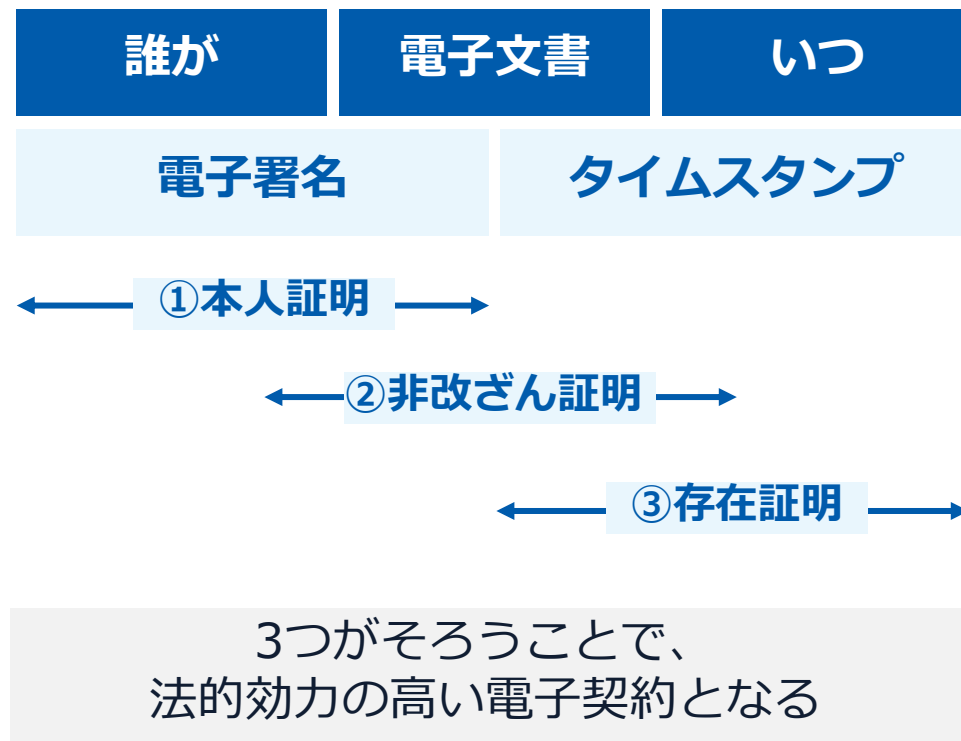 誰が
電子文書
いつ
電子署名
タイムスタンプ
①本人証明
②非改ざん証明
③存在証明
3つがそろうことで、
法的効力の高い電子契約となる